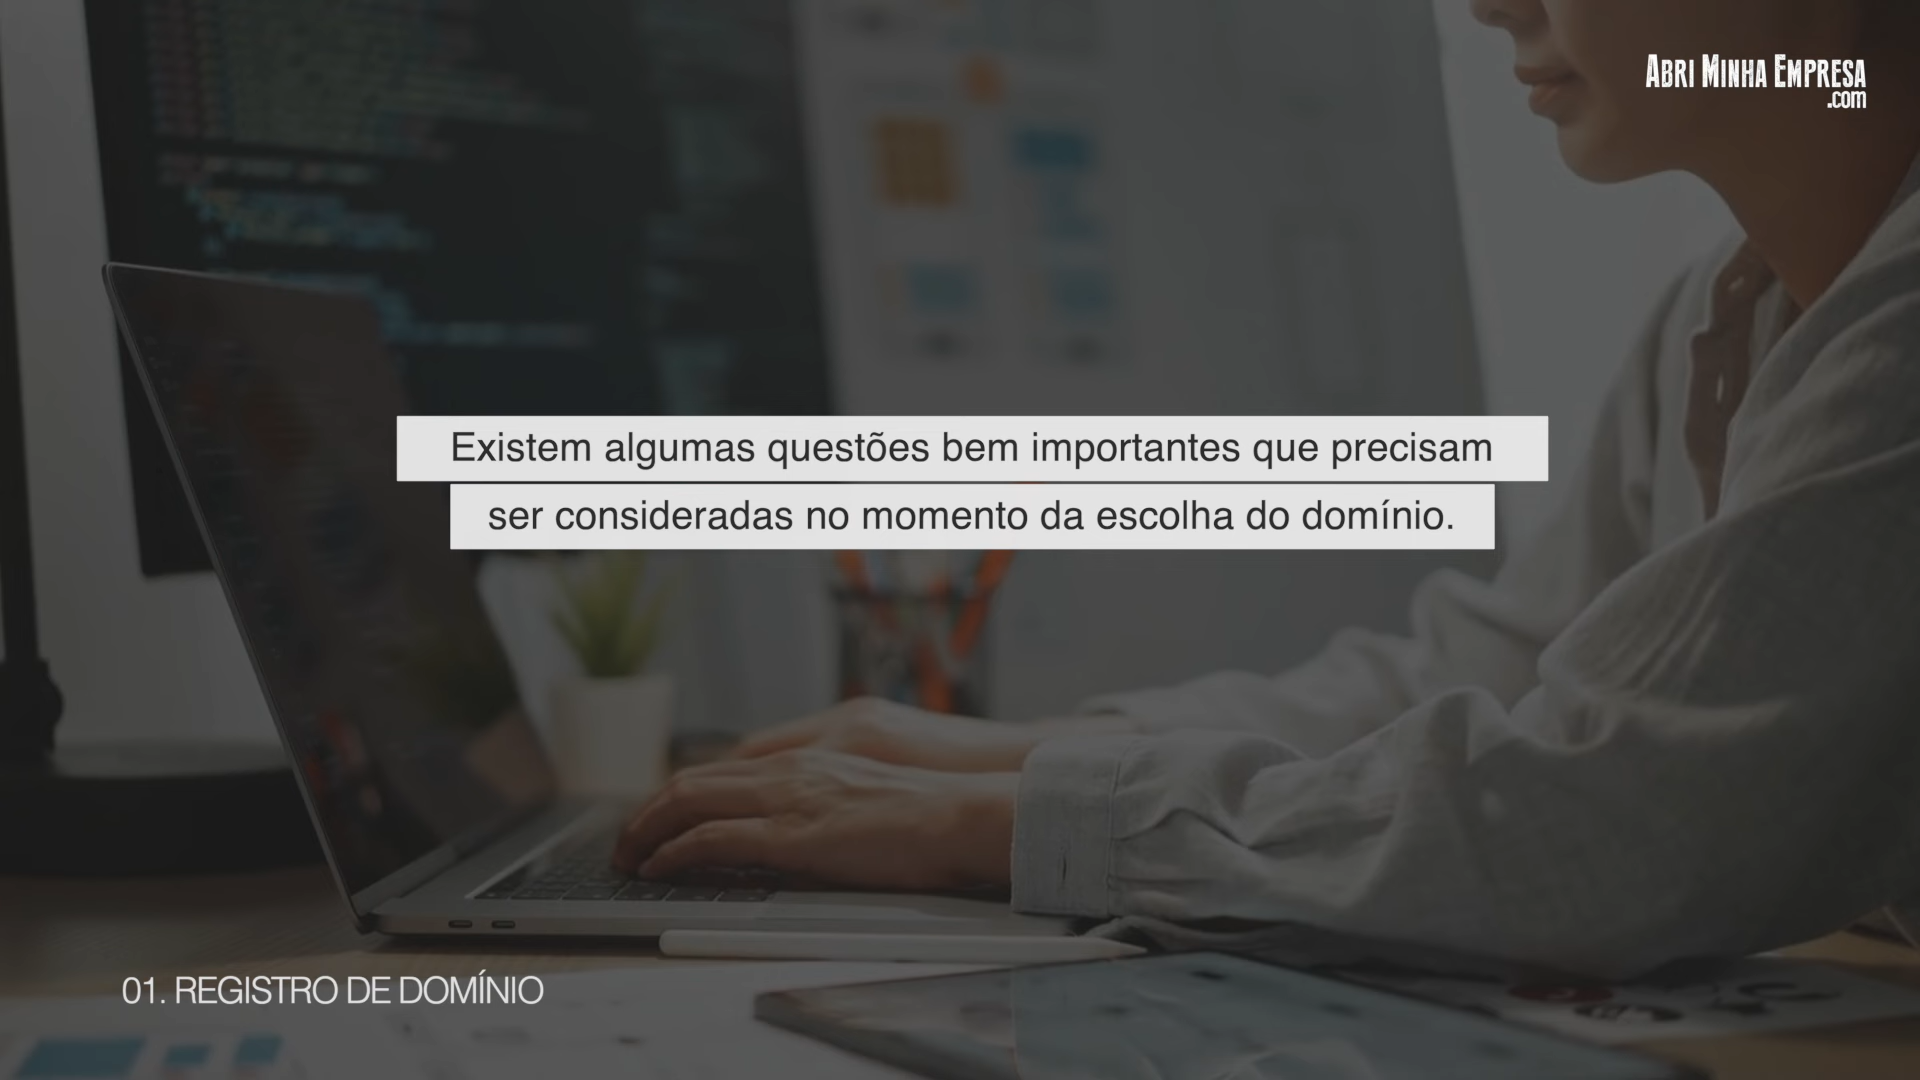 ABRI MINHA EMPRESA
.com
Existem algumas questões bem importantes que precisam
ser consideradas no momento da escolha do domínio.
01. REGISTRO DE DOMÍNIO